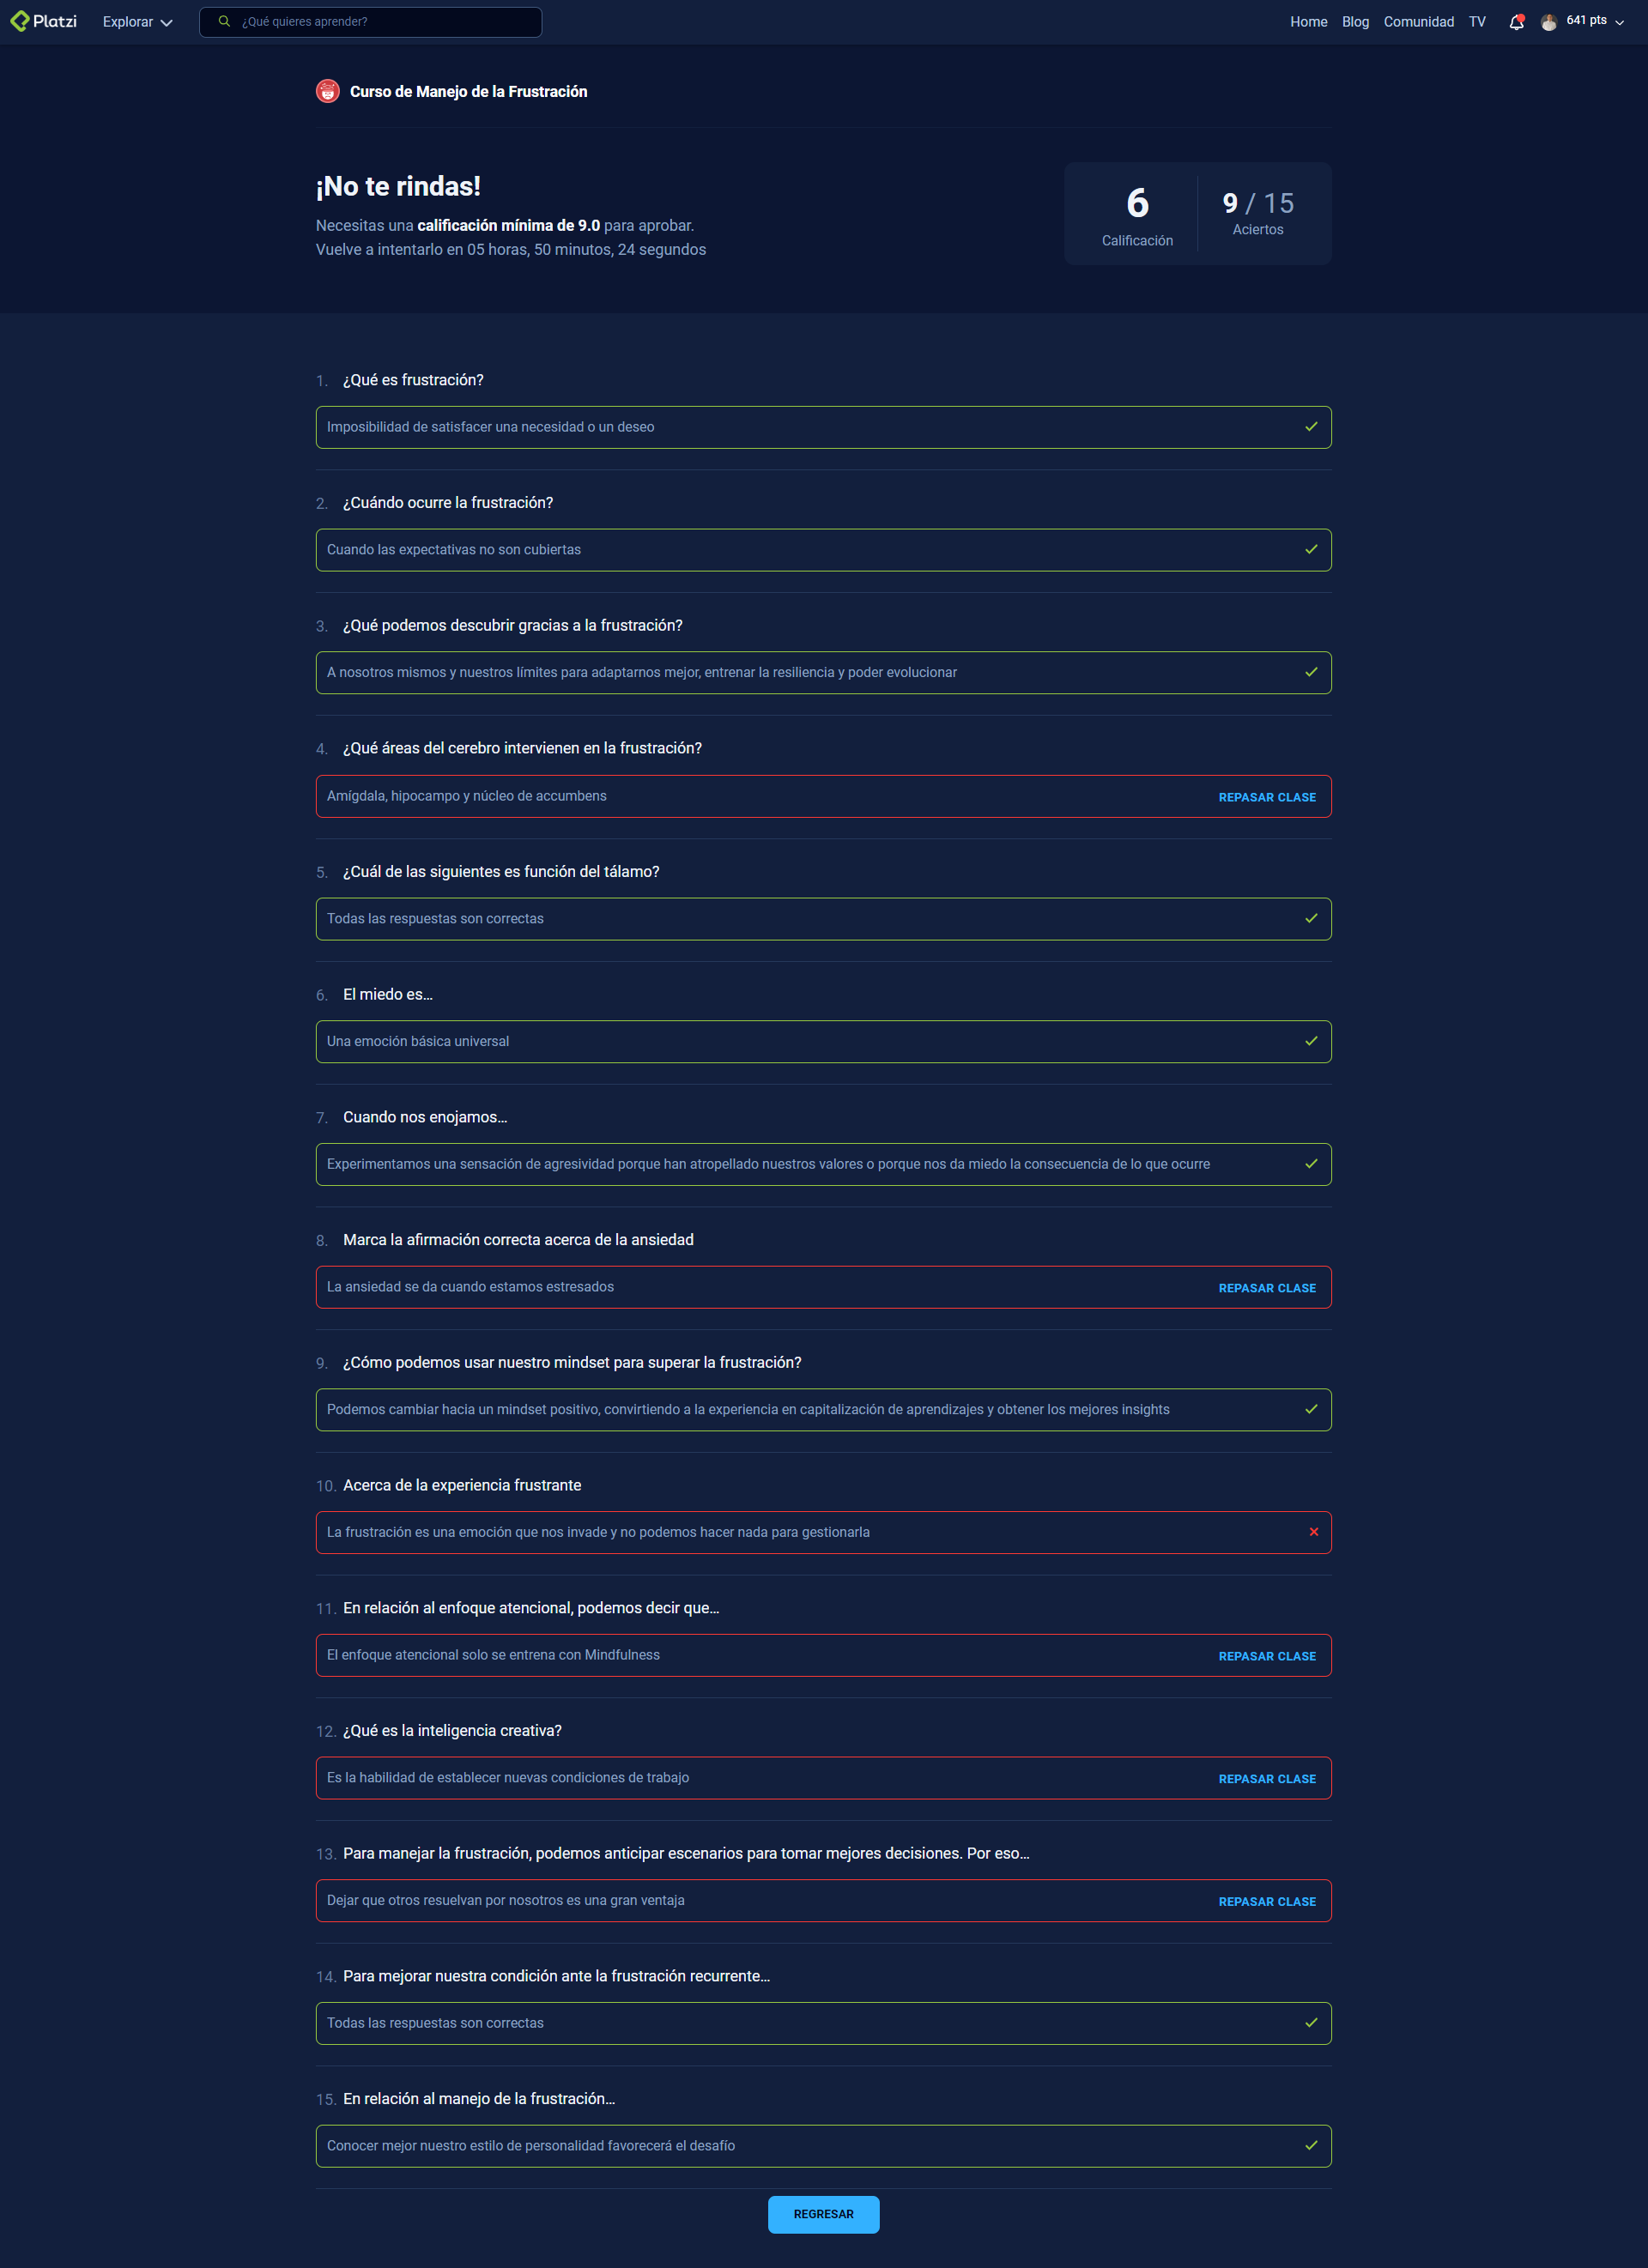 Platzi
Explorar
¿Qué quieres aprender?
Home
Blog
Comunidad
TV
641 pts
Curso de Manejo de la Frustración
¡No te rindas!
Necesitas una calificación mínima de 9.0 para aprobar.
Vuelve a intentarlo en 05 horas, 50 minutos, 24 segundos
6
Calificación
9 / 15
Aciertos
1. ¿Qué es frustración?
Imposibilidad de satisfacer una necesidad o un deseo
2. ¿Cuándo ocurre la frustración?
Cuando las expectativas no son cubiertas
3. ¿Qué podemos descubrir gracias a la frustración?
A nosotros mismos y nuestros límites para adaptarnos mejor, entrenar la resiliencia y poder evolucionar
4. ¿Qué áreas del cerebro intervienen en la frustración?
Amígdala, hipocampo y núcleo de accumbens
REPASAR CLASE
5. ¿Cuál de las siguientes es función del tálamo?
Todas las respuestas son correctas
6. El miedo es...
Una emoción básica universal
7. Cuando nos enojamos...
Experimentamos una sensación de agresividad porque han atropellado nuestros valores o porque nos da miedo la consecuencia de lo que ocurre
8. Marca la afirmación correcta acerca de la ansiedad
La ansiedad se da cuando estamos estresados
REPASAR CLASE
9. ¿Cómo podemos usar nuestro mindset para superar la frustración?
Podemos cambiar hacia un mindset positivo, convirtiendo a la experiencia en capitalización de aprendizajes y obtener los mejores insights
10. Acerca de la experiencia frustrante
La frustración es una emoción que nos invade y no podemos hacer nada para gestionarla
11. En relación al enfoque atencional, podemos decir que...
El enfoque atencional solo se entrena con Mindfulness
REPASAR CLASE
12. ¿Qué es la inteligencia creativa?
Es la habilidad de establecer nuevas condiciones de trabajo
REPASAR CLASE
13. Para manejar la frustración, podemos anticipar escenarios para tomar mejores decisiones. Por eso...
Dejar que otros resuelvan por nosotros es una gran ventaja
REPASAR CLASE
14. Para mejorar nuestra condición ante la frustración recurrente...
Todas las respuestas son correctas
15. En relación al manejo de la frustración...
Conocer mejor nuestro estilo de personalidad favorecerá el desafío
REGRESAR